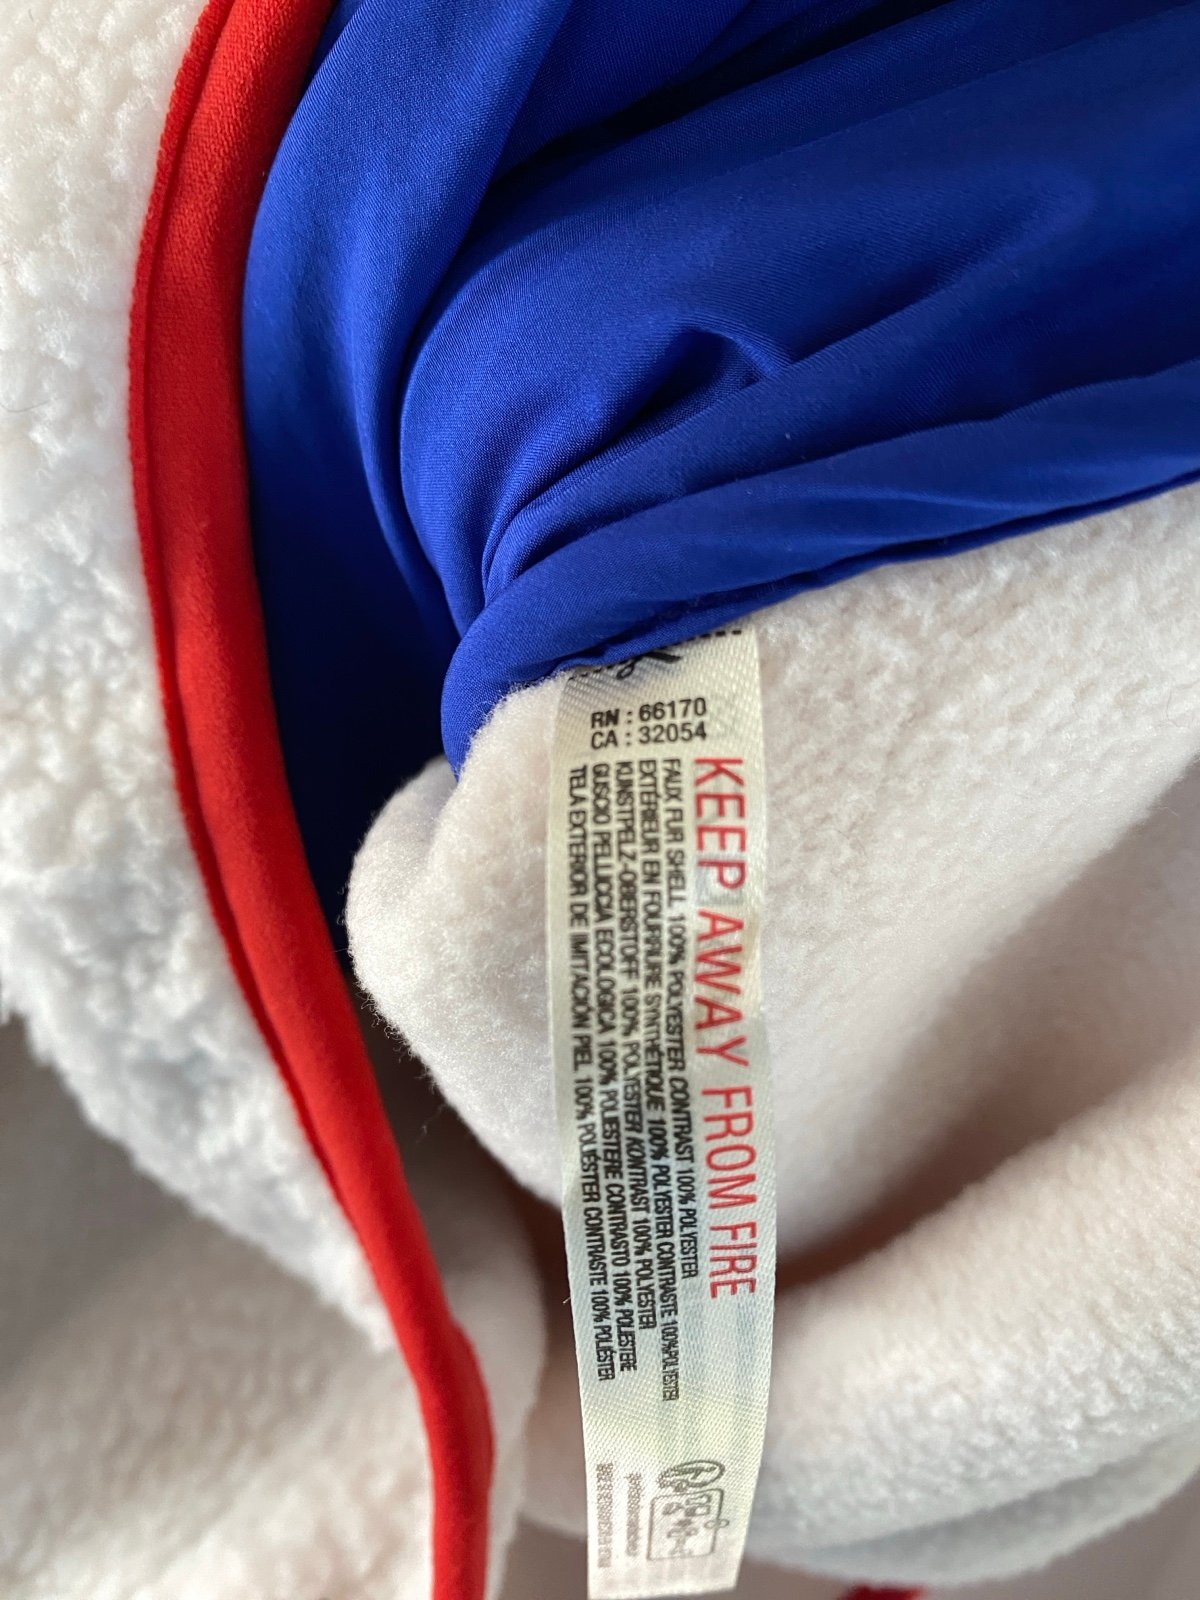 RN : 66170
CA : 32054
KEEP AWAY FROM FIRE
FAUX FUR SHELL 100% POLYESTER CONTRAST 100% POLYESTER
EXTÉRIEUR EN FOURRURE SYNTHÉTIQUE 100% POLYESTER CONTRASTE 100%POLYESTER
KUNSTPELZ-OBERSTOFF 100% POLYESTER KONTRAST 100% POLYESTER
GUSCIO PELLICCIA ECOLOGICA 100% POLIESTERE CONTRASTO 100% POLIESTERE
TELA EXTERIOR DE IMITACIÓN PIEL 100% POLIÉSTER CONTRASTE 100% POLIÉSTER